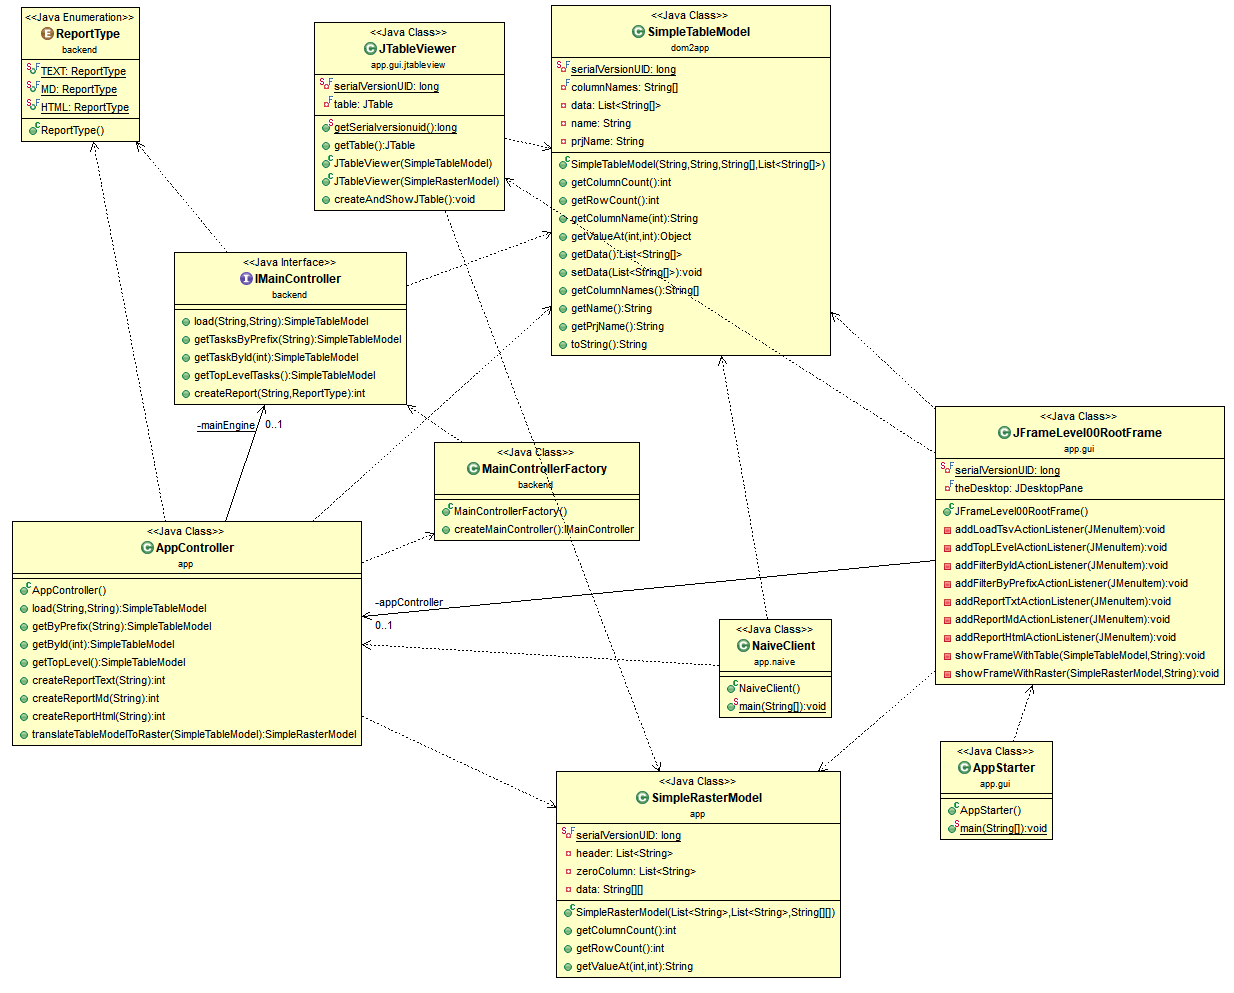 <<Java Enumeration>>
ReportType
backend
TEXT: ReportType
MD: ReportType
HTML: ReportType
ReportType()
<<Java Class>>
JTableViewer
app.gui.jtableview
serialVersionUID: long
table: JTable
getSerialversionuid():long
getTable():JTable
JTableViewer(SimpleTableModel)
JTableViewer(SimpleRasterModel)
createAndShowJTable():void
<<Java Class>>
SimpleTableModel
dom2app
serialVersionUID: long
columnNames: String[]
data: List<String[]>
name: String
prjName: String
SimpleTableModel(String,String,String[],List<String[]>)
getColumnCount():int
getRowCount():int
getColumnName(int):String
getValueAt(int,int):Object
getData():List<String[]>
setData(List<String[]>):void
getColumnNames():String[]
getName():String
getPrjName():String
toString():String
<<Java Interface>>
IMainController
backend
load(String,String):SimpleTableModel
getTasksByPrefix(String):SimpleTableModel
getTaskById(int):SimpleTableModel
getTopLevelTasks():SimpleTableModel
createReport(String,ReportType):int
-mainEngine
0..1
<<Java Class>>
MainControllerFactory
backend
MainControllerFactory()
createMainController():IMainController
<<Java Class>>
JFrameLevel00RootFrame
app.gui
serialVersionUID: long
theDesktop: JDesktopPane
JFrameLevel00RootFrame()
addLoadTsvActionListener(JMenuItem):void
addTopLEvelActionListener(JMenuItem):void
addFilterByIdActionListener(JMenuItem):void
addFilterByPrefixActionListener(JMenuItem):void
addReportTxtActionListener(JMenuItem):void
addReportMdActionListener(JMenuItem):void
addReportHtmlActionListener(JMenuItem):void
showFrameWithTable(SimpleTableModel,String):void
showFrameWithRaster(SimpleRasterModel,String):void
<<Java Class>>
AppController
app
AppController()
load(String,String):SimpleTableModel
getByPrefix(String):SimpleTableModel
getById(int):SimpleTableModel
getTopLevel():SimpleTableModel
createReportText(String):int
createReportMd(String):int
createReportHtml(String):int
translateTableModelToRaster(SimpleTableModel):SimpleRasterModel
-appController
0..1
<<Java Class>>
NaiveClient
app.naive
NaiveClient()
main(String[]):void
<<Java Class>>
AppStarter
app.gui
AppStarter()
main(String[]):void
<<Java Class>>
SimpleRasterModel
app
serialVersionUID: long
header: List<String>
zeroColumn: List<String>
data: String[][]
SimpleRasterModel(List<String>,List<String>,String[][])
getColumnCount():int
getRowCount():int
getValueAt(int,int):String